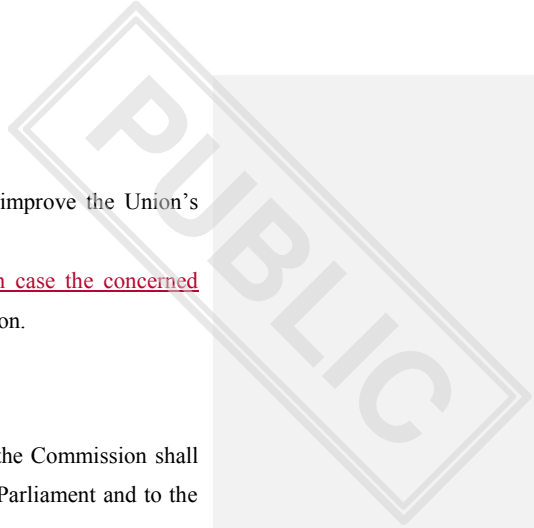 improve the Union's
case the concerned
on.
the Commission shall
Parliament and to the
PUBLIC